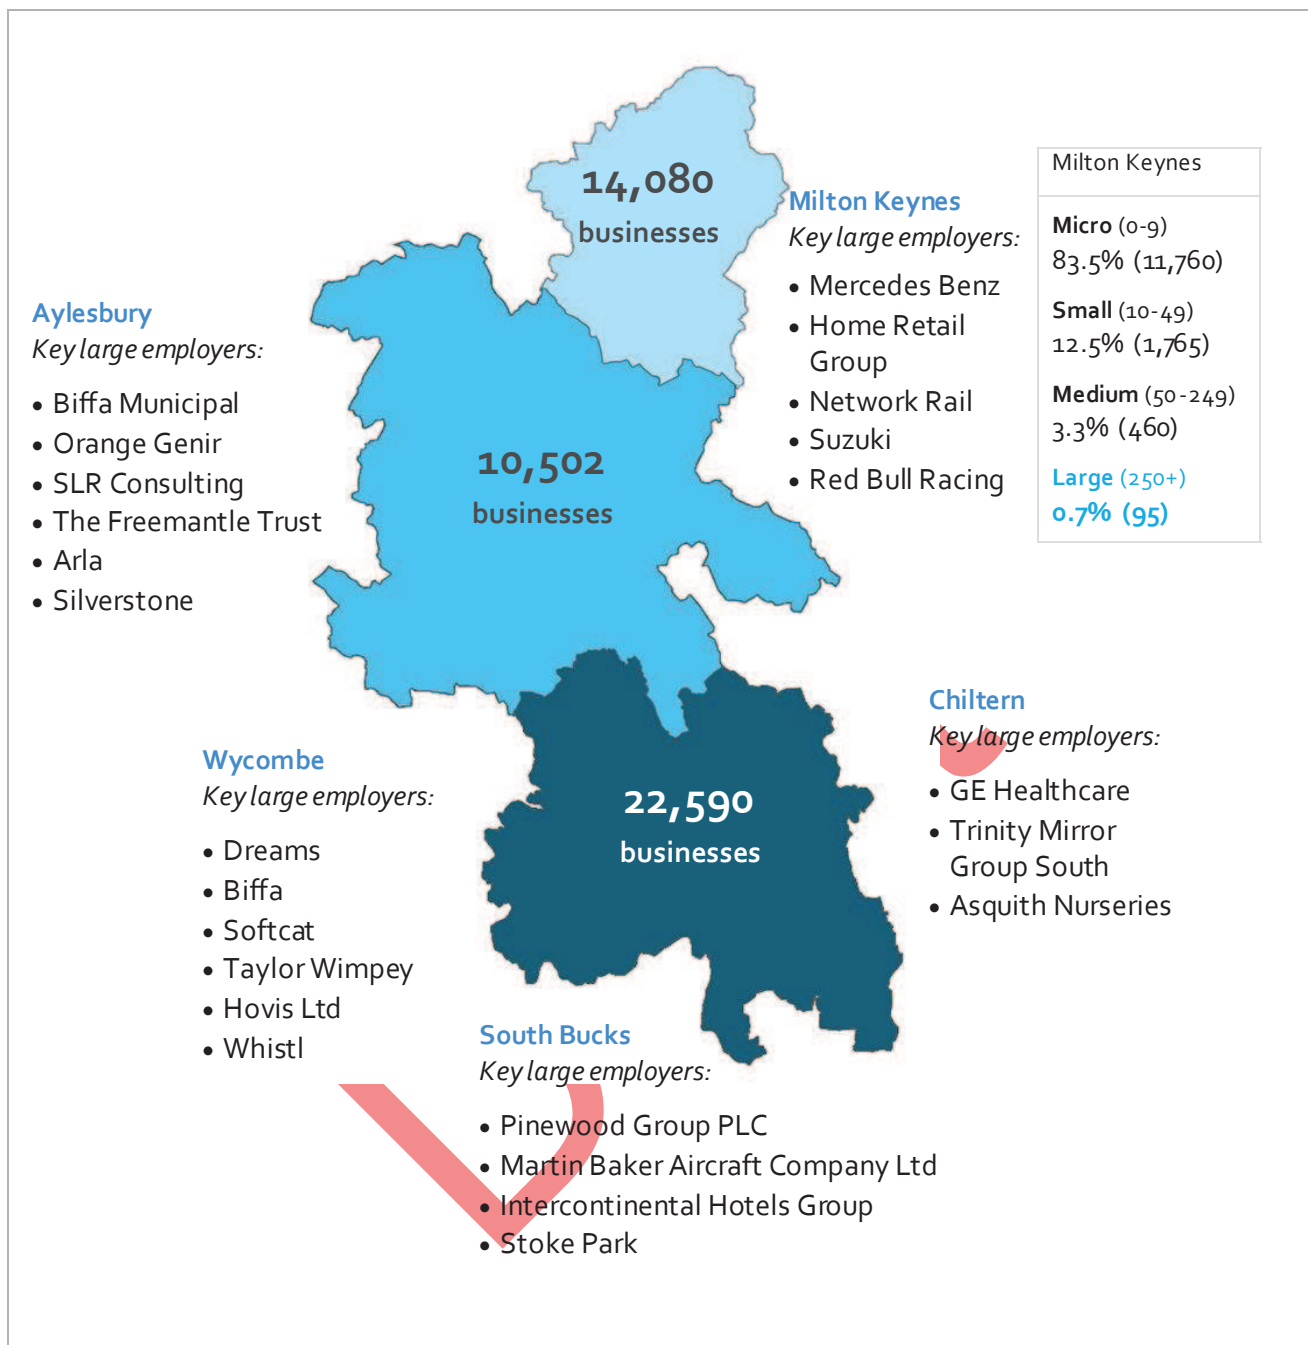 14,080
businesses
Milton Keynes
Key large employers:
• Mercedes Benz
• Home Retail
Group
• Network Rail
• Suzuki
• Red Bull Racing
Milton Keynes
Micro (0-9)
83.5% (11,760)
Small (10-49)
12.5% (1,765)
Medium (50-249)
3.3% (460)
Large (250+)
0.7% (95)
Aylesbury
Key large employers:
• Biffa Municipal
• Orange Genir
• SLR Consulting
• The Freemantle Trust
• Arla
• Silverstone
10,502
businesses
Wycombe
Key large employers:
• Dreams
• Biffa
• Softcat
• Taylor Wimpey
• Hovis Ltd
• Whistl
22,590
businesses
Chiltern
Key large employers:
• GE Healthcare
• Trinity Mirror
Group South
• Asquith Nurseries
South Bucks
Key large employers:
• Pinewood Group PLC
• Martin Baker Aircraft Company Ltd
• Intercontinental Hotels Group
• Stoke Park